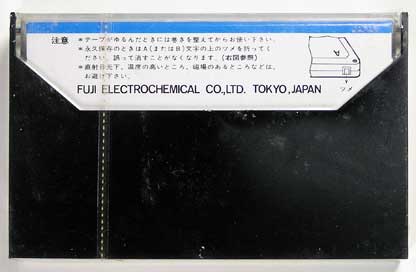 注意 *テープがゆるんだときには巻きを整えてからお使い下さい。
*永久保存のときはA(またはB)文字の上のツメを折ってく
ださい。誤って消すことがなくなります。(右図参照)
*直射日光下、温度の高いところ、磁場のあるところなどは、
お避け下さい。
A
ツメ
FUJI ELECTROCHEMICAL CO.,LTD. TOKYO,JAPAN